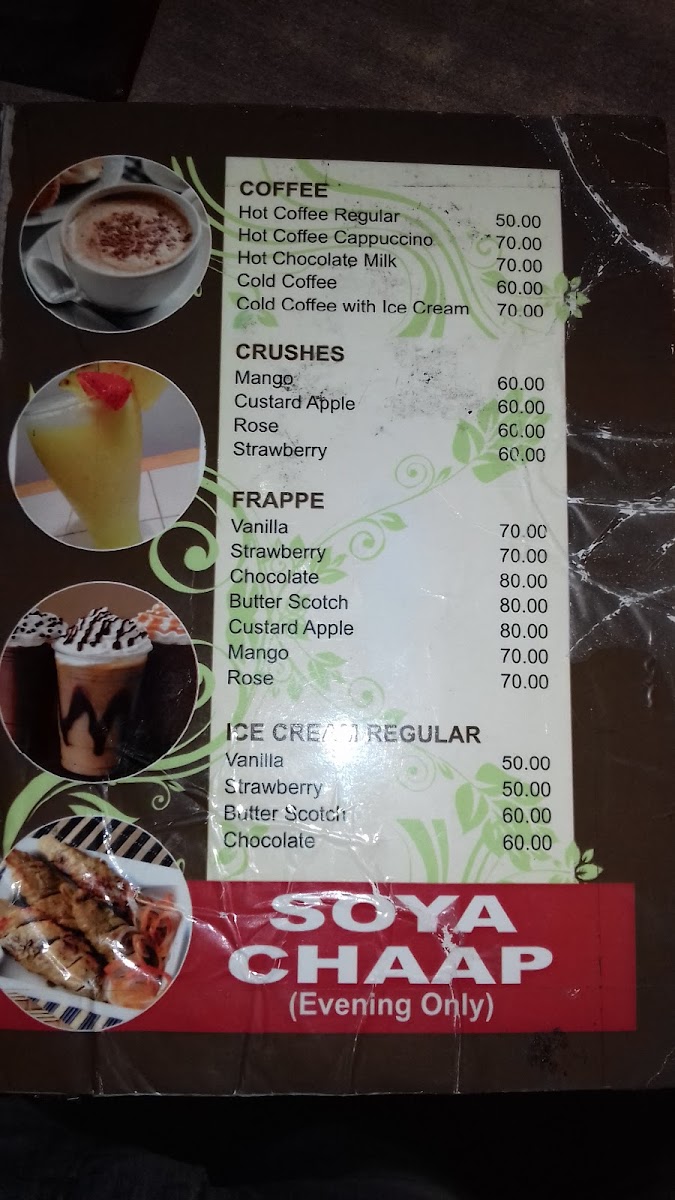 COFFEE
Hot Coffee Regular 50.00
Hot Coffee Cappuccino 70.00
Hot Chocolate Milk 70.00
Cold Coffee 60.00
Cold Coffee with Ice Cream 70.00
CRUSHES
Mango 60.00
Custard Apple 60.00
Rose 60.00
Strawberry 60.00
FRAPPE
Vanilla 70.00
Strawberry 70.00
Chocolate 80.00
Butter Scotch 80.00
Custard Apple 80.00
Mango 70.00
Rose 70.00
ICE CREAM REGULAR
Vanilla 50.00
Strawberry 50.00
Butter Scotch 60.00
Chocolate 60.00
SOYA
CHAAP
(Evening Only)